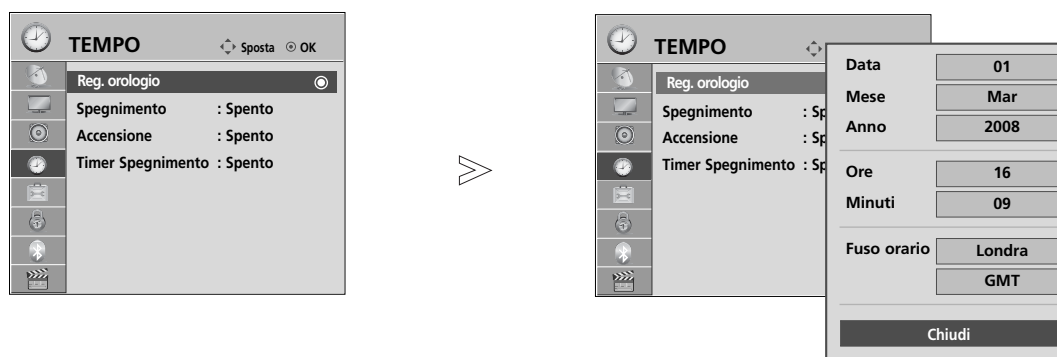 TEMPO Sposta OK
Reg. orologio
Spegnimento : Spento
Accensione : Spento
Timer Spegnimento : Spento
TEMPO
Reg. orologio
Spegnimento : Sp
Accensione : Sp
Timer Spegnimento : Sp
Data 01
Mese Mar
Anno 2008
Ore 16
Minuti 09
Fuso orario Londra
GMT
Chiudi